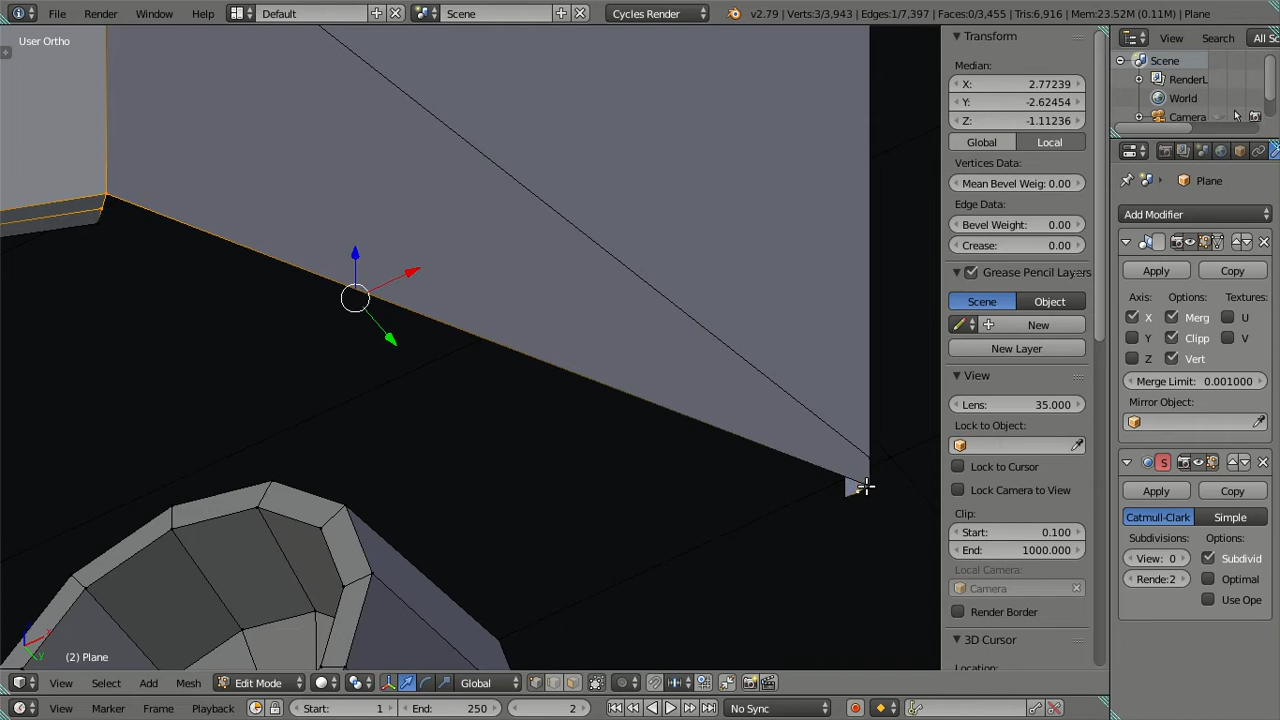 File Render Window Help Default Scene Cycles Render v2.79 | Verts:3/3,943 | Edges:1/7,397 | Faces:0/3,455 | Tris:6,916 | Mem:23.52M (0.11M) | Plane
User Ortho
Transform
Median:
X: 2.77239
Y: -2.62454
Z: -1.11236
Global Local
Vertices Data:
Mean Bevel Weig: 0.00
Edge Data:
Bevel Weight: 0.00
Crease: 0.00
Grease Pencil Layers
Scene Object
New
New Layer
View
Lens: 35.000
Lock to Object:
Lock to Cursor
Lock Camera to View
Clip:
Start: 0.100
End: 1000.000
Local Camera:
Camera
Render Border
3D Cursor
Location:
View Search All Sc
Scene
RenderL
World
Camera
Plane
Add Modifier
Apply Copy
Axis: Options: Textures:
X Merg U
Y Clipp V
Z Vert
Merge Limit: 0.001000
Mirror Object:
S
Apply Copy
Catmull-Clark Simple
Subdivisions: Options:
View: 0 Subdivid
Rende:2 Optimal
Use Ope
x
z
y
(2) Plane
View Select Add Mesh Edit Mode Global
View Marker Frame Playback Start: 1 End: 250 2 No Sync